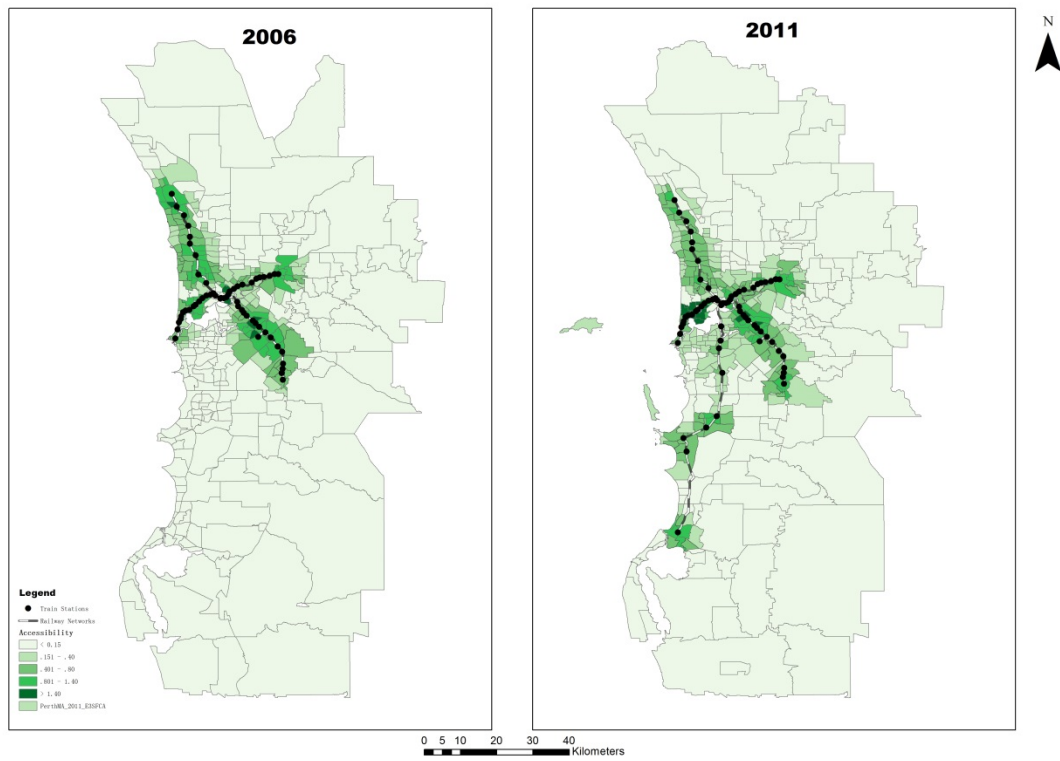 2006
2011
N
Legend
Train Stations
Railway Networks
Accessibility
< 0.15
.151 - .40
.401 - .80
.801 - 1.40
> 1.40
PerthMA_2011_E3SFCA
0 5 10 20 30 40
Kilometers